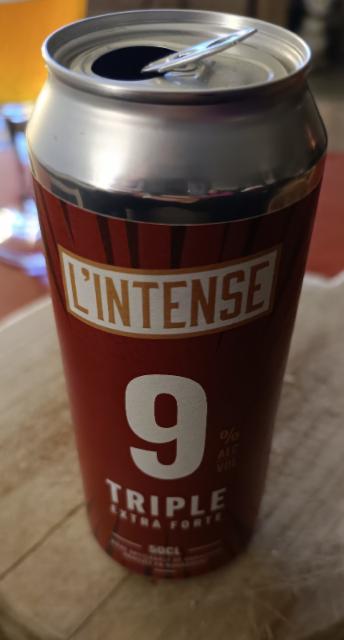 L'INTENSE
9
%
ALC
VOL
TRIPLE
EXTRA FORTE
50CL